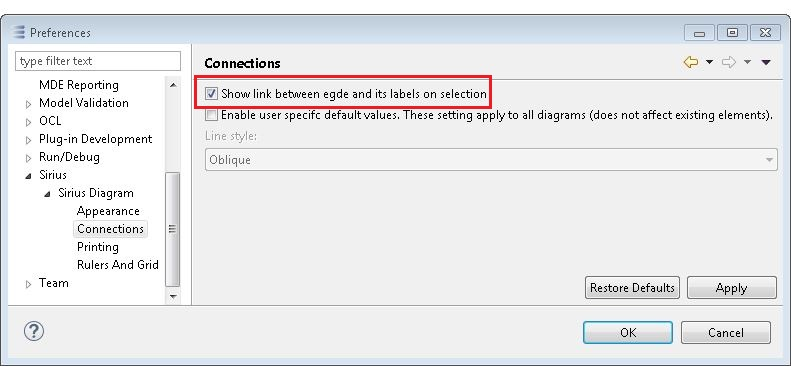 Preferences
type filter text
MDE Reporting
Model Validation
OCL
Plug-in Development
Run/Debug
Sirius
Sirius Diagram
Appearance
Connections
Printing
Rulers And Grid
Team
Connections
Show link between egde and its labels on selection
Enable user specifc default values. These setting apply to all diagrams (does not affect existing elements).
Line style:
Oblique
Restore Defaults
Apply
?
OK
Cancel